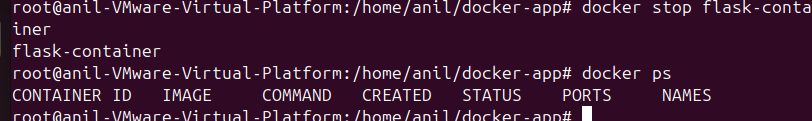 root@anil-VMware-Virtual-Platform:/home/anil/docker-app# docker stop flask-conta
iner
flask-container
root@anil-VMware-Virtual-Platform:/home/anil/docker-app# docker ps
CONTAINER ID   IMAGE     COMMAND   CREATED   STATUS    PORTS     NAMES
root@anil-VMware-Virtual-Platform:/home/anil/docker-app#